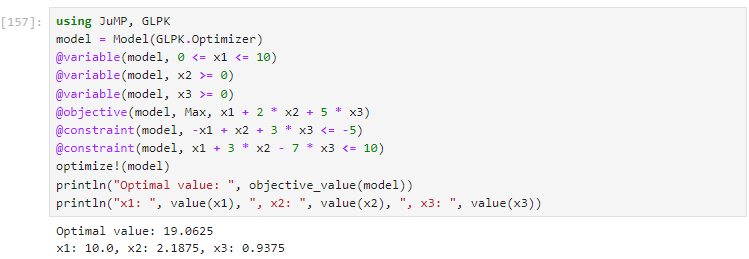 [157]:
using JuMP, GLPK
model = Model(GLPK.Optimizer)
@variable(model, 0 <= x1 <= 10)
@variable(model, x2 >= 0)
@variable(model, x3 >= 0)
@objective(model, Max, x1 + 2 * x2 + 5 * x3)
@constraint(model, -x1 + x2 + 3 * x3 <= -5)
@constraint(model, x1 + 3 * x2 - 7 * x3 <= 10)
optimize!(model)
println("Optimal value: ", objective_value(model))
println("x1: ", value(x1), ", x2: ", value(x2), ", x3: ", value(x3))
Optimal value: 19.0625
x1: 10.0, x2: 2.1875, x3: 0.9375